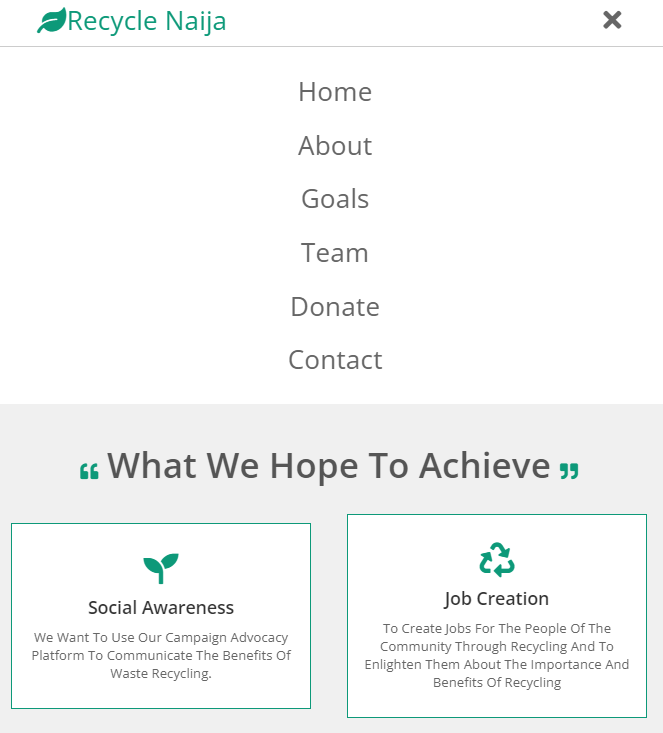 Recycle Naija
Home
About
Goals
Team
Donate
Contact
“ What We Hope To Achieve ”
Social Awareness
We Want To Use Our Campaign Advocacy
Platform To Communicate The Benefits Of
Waste Recycling.
Job Creation
To Create Jobs For The People Of The
Community Through Recycling And To
Enlighten Them About The Importance And
Benefits Of Recycling